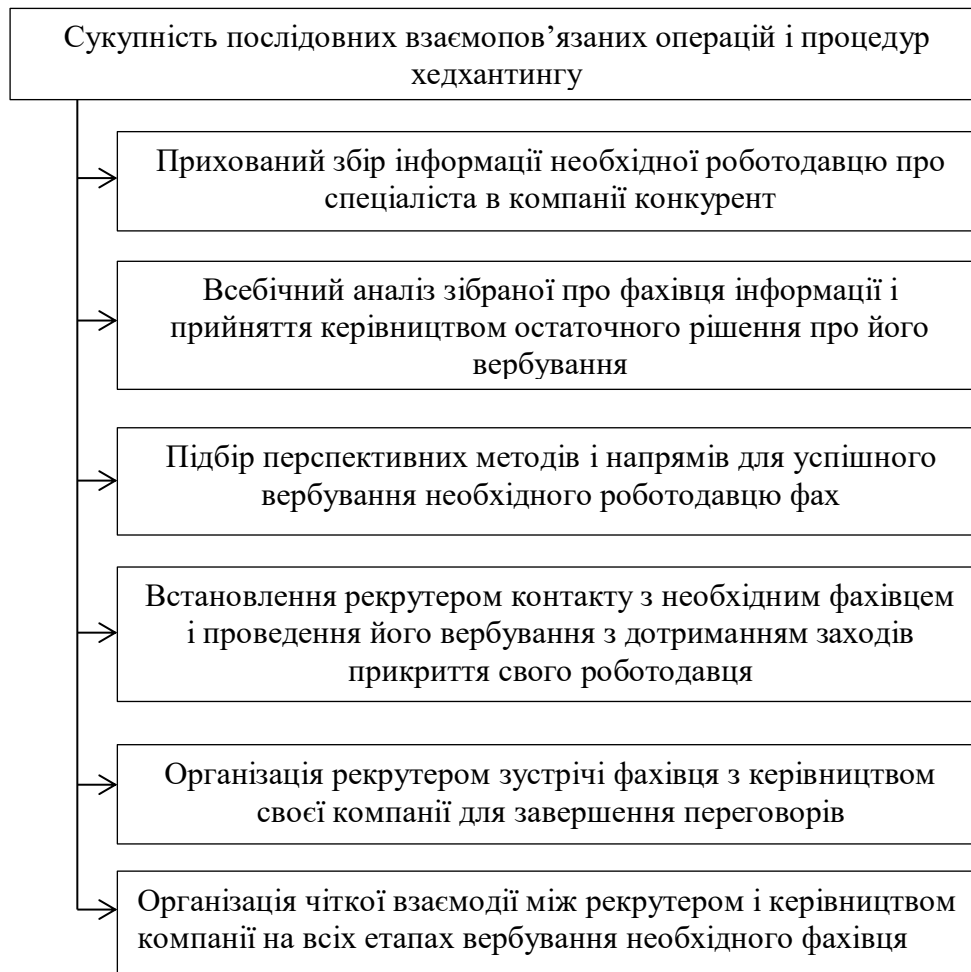 Сукупність послідовних взаємопов’язаних операцій і процедур
хедхантингу
Прихований збір інформації необхідної роботодавцю про
спеціаліста в компанії конкурент
Всебічний аналіз зібраної про фахівця інформації і
прийняття керівництвом остаточного рішення про його
вербування
Підбір перспективних методів і напрямів для успішного
вербування необхідного роботодавцю фах
Встановлення рекрутером контакту з необхідним фахівцем
і проведення його вербування з дотриманням заходів
прикриття свого роботодавця
Організація рекрутером зустрічі фахівця з керівництвом
своєї компанії для завершення переговорів
Організація чіткої взаємодії між рекрутером і керівництвом
компанії на всіх етапах вербування необхідного фахівця